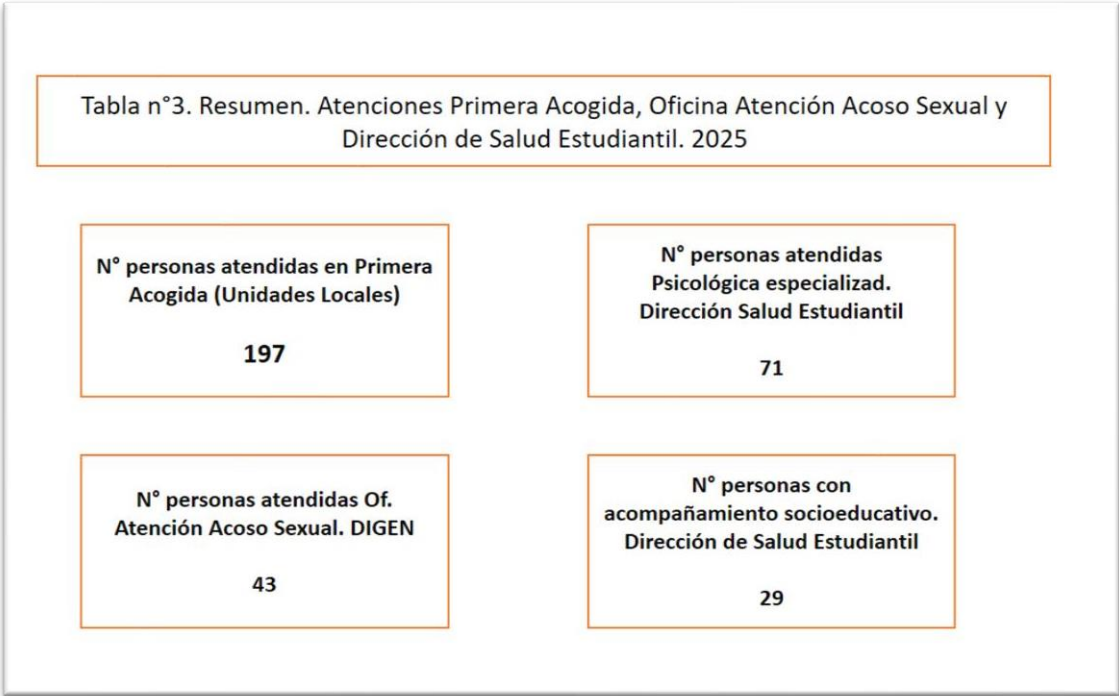 Tabla n°3. Resumen. Atenciones Primera Acogida, Oficina Atención Acoso Sexual y
Dirección de Salud Estudiantil. 2025
N° personas atendidas en Primera
Acogida (Unidades Locales)
197
N° personas atendidas
Psicológica especializad.
Dirección Salud Estudiantil
71
N° personas atendidas Of.
Atención Acoso Sexual. DIGEN
43
N° personas con
acompañamiento socioeducativo.
Dirección de Salud Estudiantil
29